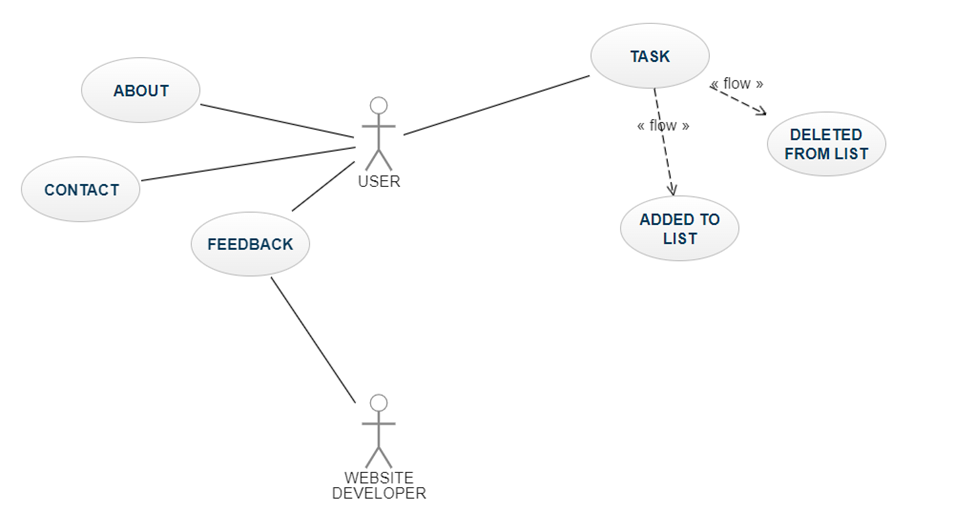 TASK
« flow »
ABOUT
« flow »
DELETED
FROM LIST
USER
CONTACT
ADDED TO
LIST
FEEDBACK
WEBSITE
DEVELOPER